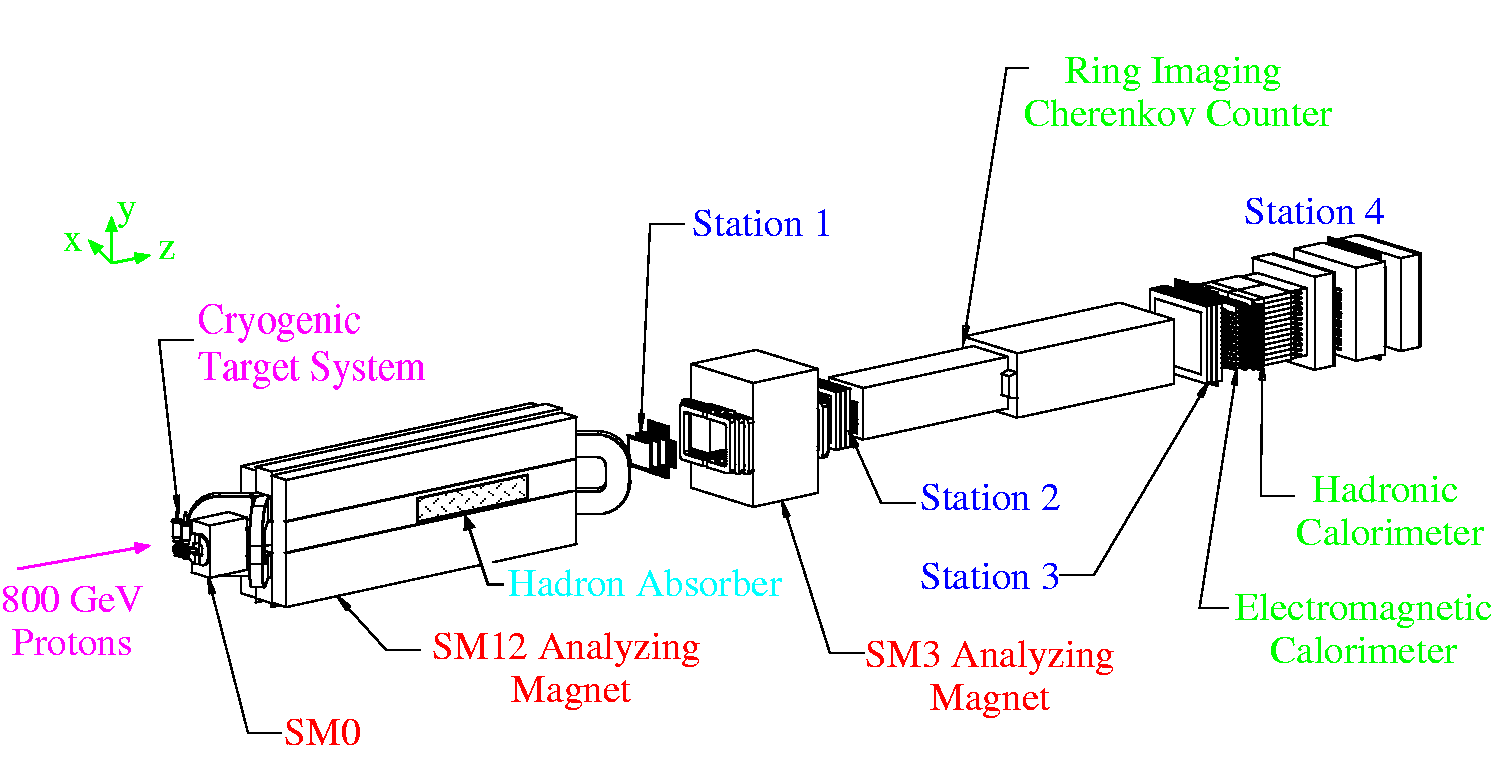 Ring Imaging
Cherenkov Counter
Station 4
Station 1
y
x
z
Cryogenic
Target System
Station 2
Hadronic
Calorimeter
Station 3
Hadron Absorber
800 GeV
Protons
Electromagnetic
Calorimeter
SM12 Analyzing
Magnet
SM3 Analyzing
Magnet
SM0